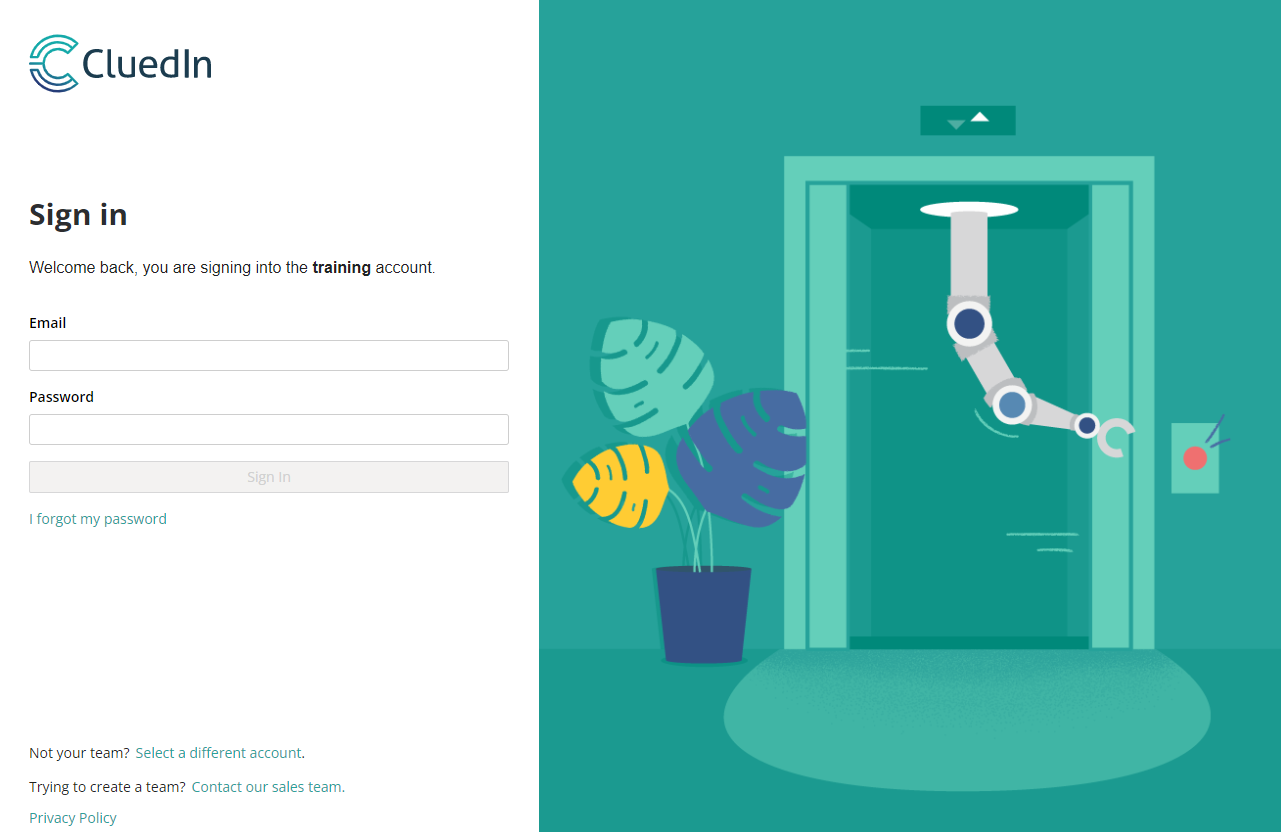 CluedIn
Sign in
Welcome back, you are signing into the training account.
Email
Password
Sign In
I forgot my password
Not your team? Select a different account.
Trying to create a team? Contact our sales team.
Privacy Policy